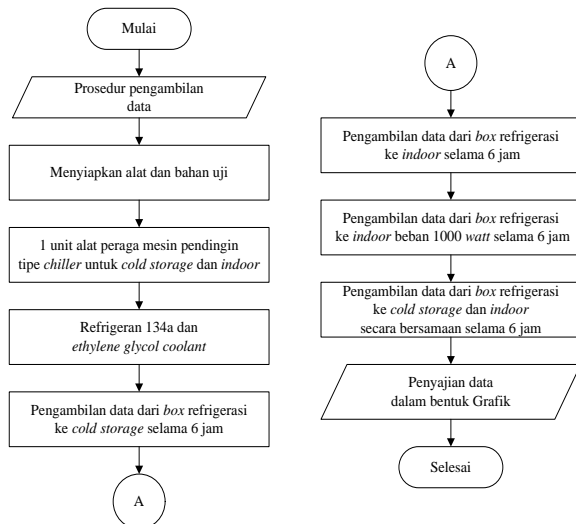 Mulai
Prosedur pengambilan
data
Menyiapkan alat dan bahan uji
1 unit alat peraga mesin pendingin
tipe chiller untuk cold storage dan indoor
Refrigeran 134a dan
ethylene glycol coolant
Pengambilan data dari box refrigerasi
ke cold storage selama 6 jam
A
A
Pengambilan data dari box refrigerasi
ke indoor selama 6 jam
Pengambilan data dari box refrigerasi
ke indoor beban 1000 watt selama 6 jam
Pengambilan data dari box refrigerasi
ke cold storage dan indoor
secara bersamaan selama 6 jam
Penyajian data
dalam bentuk Grafik
Selesai